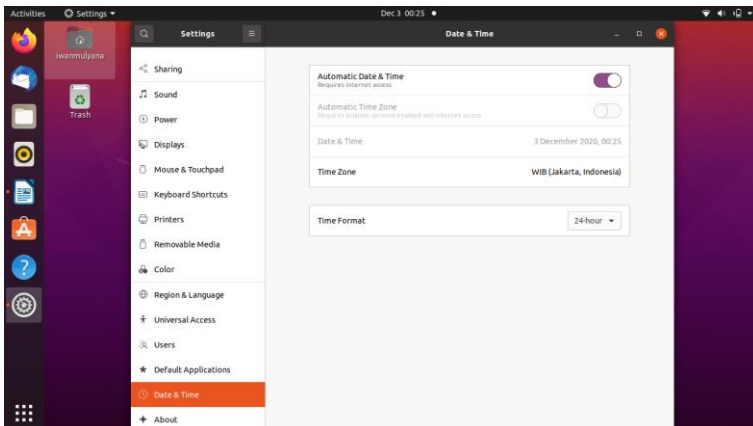 Activities
Settings
Dec 3 00:25
iwanmulyana
Trash
Settings
Date & Time
Sharing
Sound
Power
Displays
Mouse & Touchpad
Keyboard Shortcuts
Printers
Removable Media
Color
Region & Language
Universal Access
Users
Default Applications
Date & Time
About
Automatic Date & Time
Requires internet access
Automatic Time Zone
Requires location services enabled and internet access
Date & Time 3 December 2020, 00:25
Time Zone WIB (Jakarta, Indonesia)
Time Format 24-hour